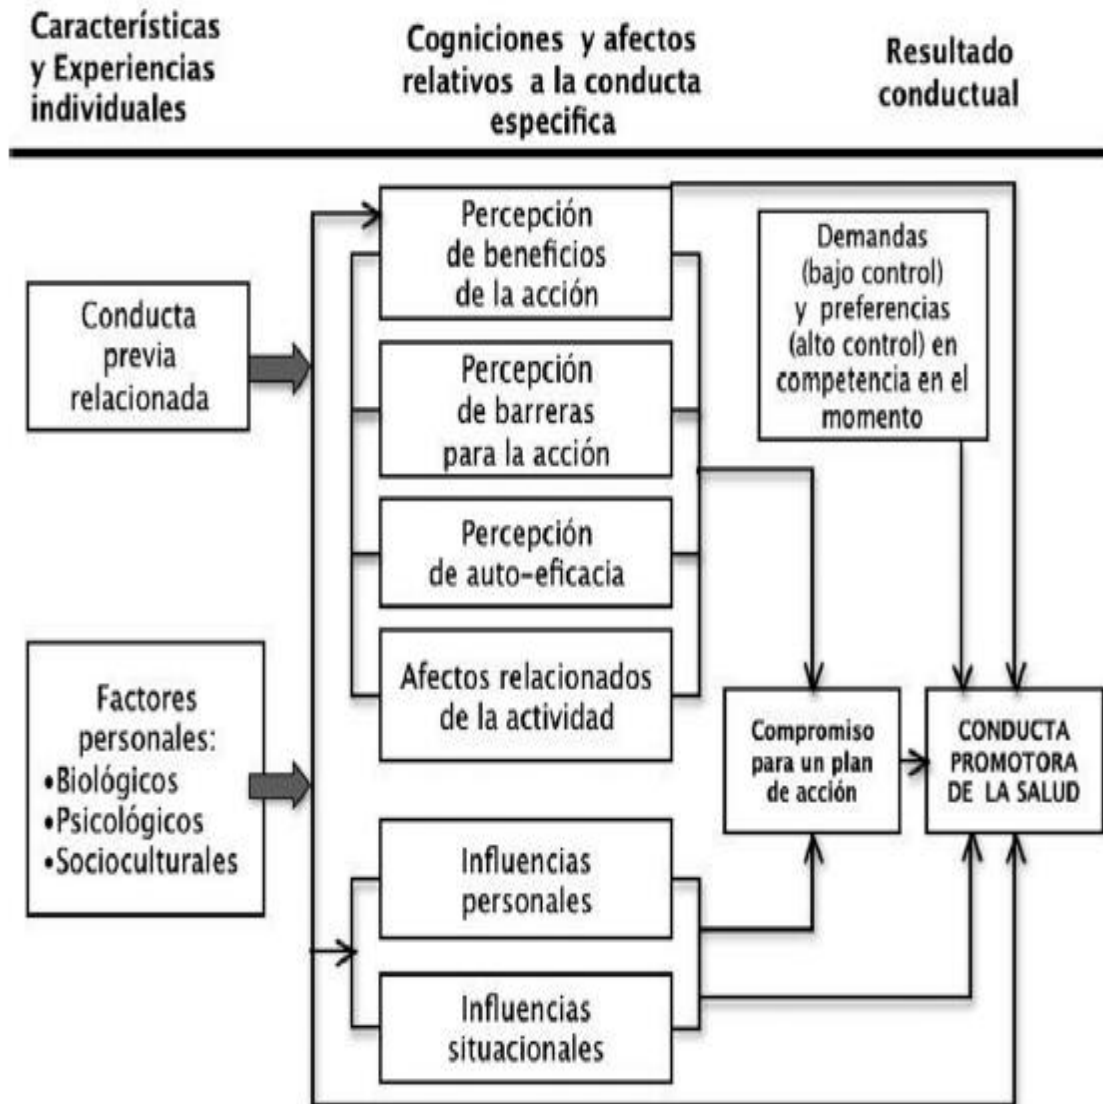 Características
y Experiencias
individuales
Cogniciones y afectos
relativos a la conducta
especifica
Resultado
conductual
Conducta
previa
relacionada
Factores
personales:
•Biológicos
•Psicológicos
•Socioculturales
Percepción
de beneficios
de la acción
Percepción
de barreras
para la acción
Percepción
de auto-eficacia
Afectos relacionados
de la actividad
Influencias
personales
Influencias
situacionales
Demandas
(bajo control)
y preferencias
(alto control) en
competencia en el
momento
Compromiso
para un plan
de acción
CONDUCTA
PROMOTORA
DE LA SALUD